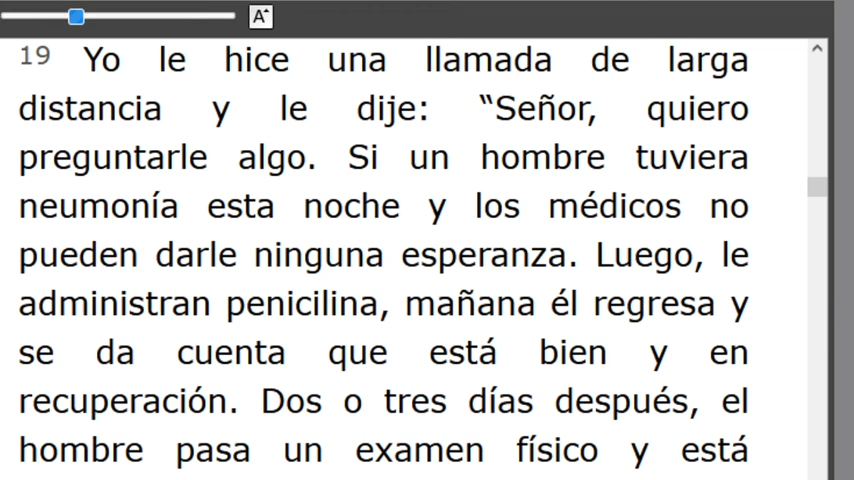 A
19 Yo le hice una llamada de larga
distancia y le dije: “Señor, quiero
preguntarle algo. Si un hombre tuviera
neumonía esta noche y los médicos no
pueden darle ninguna esperanza. Luego, le
administran penicilina, mañana él regresa y
se da cuenta que está bien y en
recuperación. Dos o tres días después, el
hombre pasa un examen físico y está